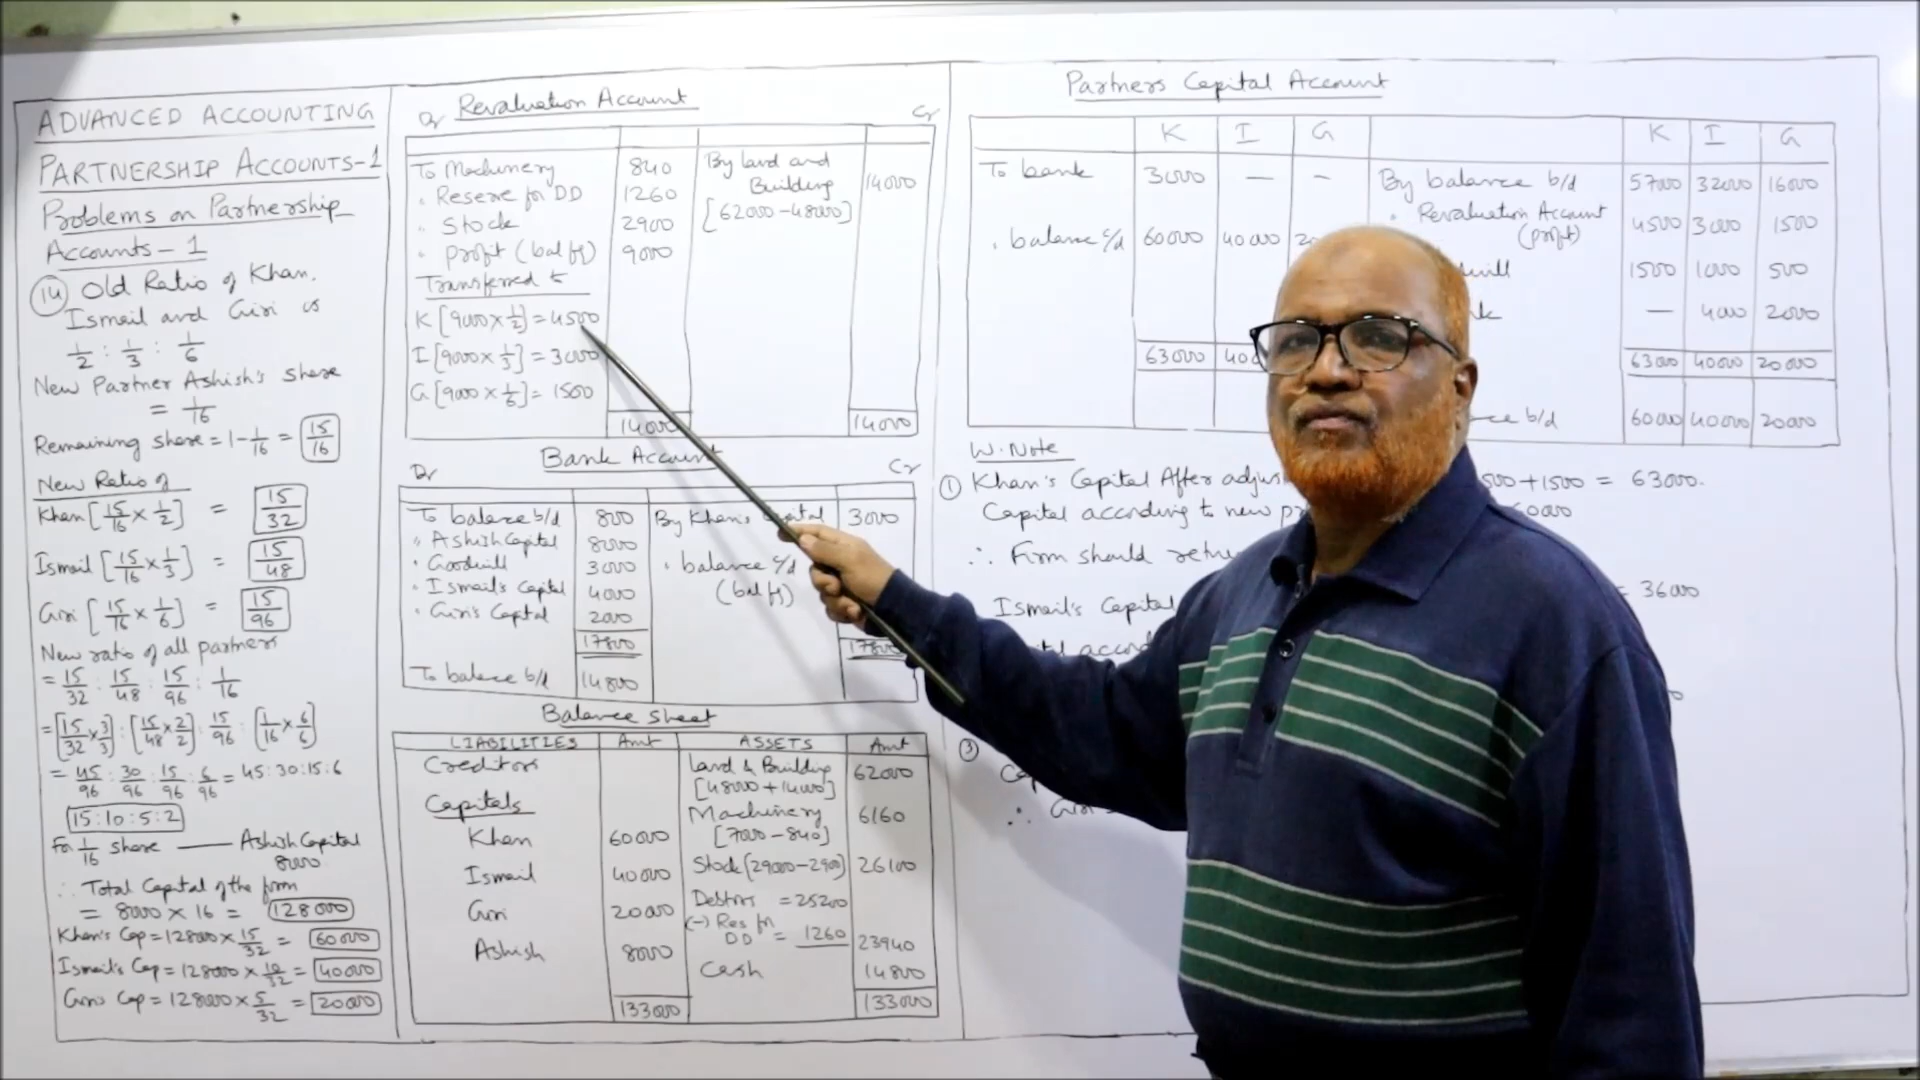 ADVANCED ACCOUNTING
PARTNERSHIP ACCOUNTS-1
Problems on Partnership
Accounts - 1
(14) Old Ratio of Khan,
Ismail and Giri is
1/2 : 1/3 : 1/6
New Partner Ashish's share
= 1/16
Remaining share = 1 - 1/16 = 15/16
New Ratio of
Khan [15/16 × 1/2] = 15/32
Ismail [15/16 × 1/3] = 15/48
Giri [15/16 × 1/6] = 15/96
New ratio of all partners
= 15/32 : 15/48 : 15/96 : 1/16
= [15/32 × 3/3] : [15/48 × 2/2] : 15/96 : [1/16 × 6/6]
= 45/96 : 30/96 : 15/96 : 6/96 = 45:30:15:6
15:10:5:2
For 1/16 share — Ashish Capital
8000
∴ Total Capital of the firm
= 8000 × 16 = 128000
Khan's Cap = 128000 × 15/32 = 60000
Ismail's Cap = 128000 × 10/32 = 40000
Giri's Cap = 128000 × 5/32 = 20000
Dr Revaluation Account Cr
To Machinery 840 By land and
Building 14000
" Reserve for DD 1260
[62000-48000]
" Stock 2900
" Profit (bal fg) 9000
Transferred to
K [9000 × 1/2] = 4500
I [9000 × 1/3] = 3000
G [9000 × 1/6] = 1500
14000 14000
Dr Bank Account Cr
To balance b/d 800 By Khan's Capital 3000
" Ashish Capital 8000
" Goodwill 3000 " balance c/d
(bal fg)
" Ismail's Capital 4000
" Giri's Capital 2000
17800 17800
To balance b/d 14800
Balance Sheet
LIABILITIES Amt ASSETS Amt
Creditors Land & Building 62000
[48000+14000]
Capitals Machinery 6160
[7000-840]
Khan 60000
Stock (29000-2900) 26100
Ismail 40000
Debtors = 25200
Giri 20000 (-) Res for
DD = 1260 23940
Ashish 8000
Cash 14800
133000 133000
Partners Capital Account
K I G K I G
To bank 3000 — - By balance b/d 57000 32000 16000
" Revaluation Account
(profit) 4500 3000 1500
" balance c/d 60000 40000
1500 1000 500
— 4000 2000
63000 63000 40000 20000
b/d 60000 40000 20000
W. Note
(1) Khan's Capital After +1500 = 63000.
Capital according to new
∴ Firm should
Ismail's Capital = 36000
(3)